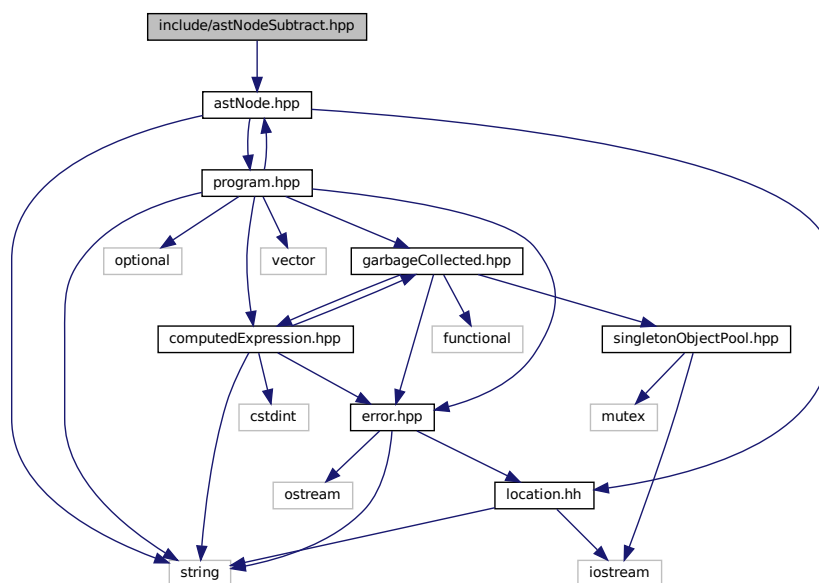 include/astNodeSubtract.hpp
astNode.hpp
program.hpp
optional
vector
garbageCollected.hpp
computedExpression.hpp
functional
singletonObjectPool.hpp
cstdint
error.hpp
mutex
ostream
location.hh
string
iostream